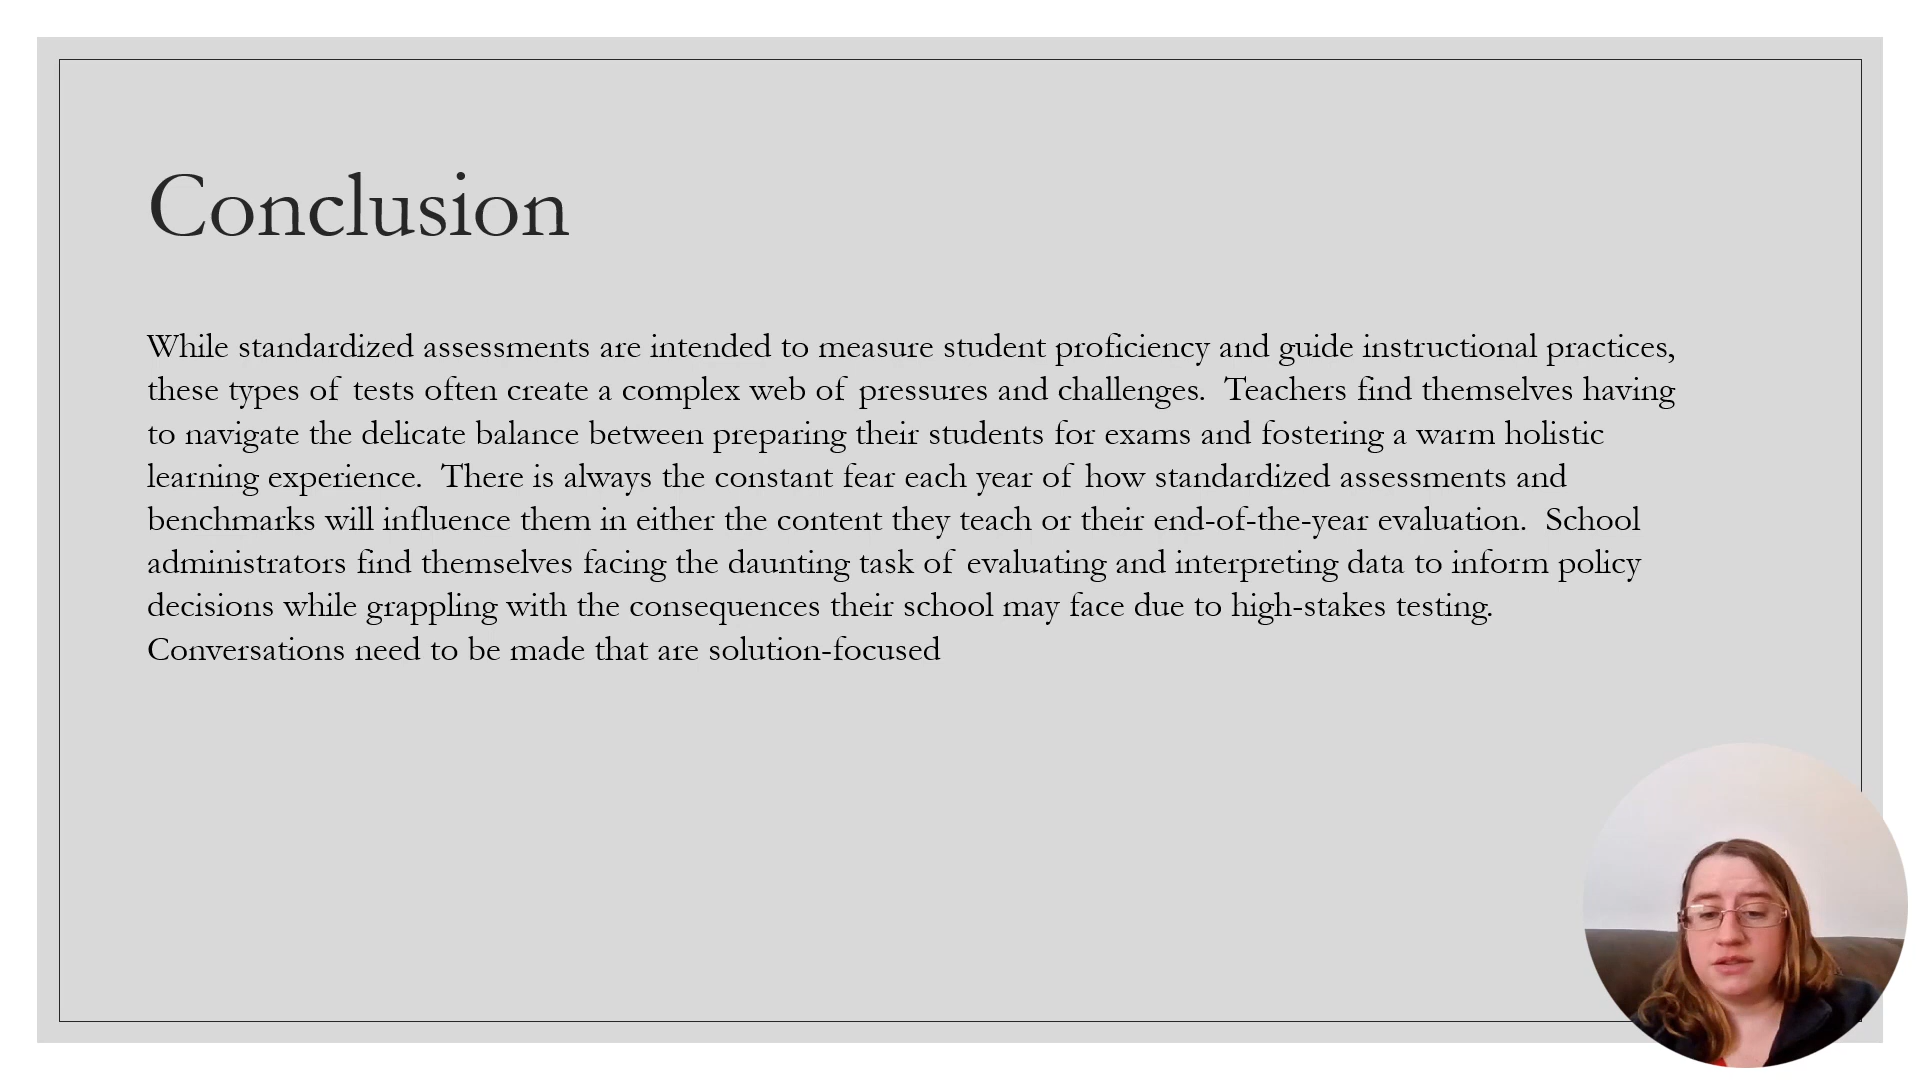 Conclusion
While standardized assessments are intended to measure student proficiency and guide instructional practices,
these types of tests often create a complex web of pressures and challenges.  Teachers find themselves having
to navigate the delicate balance between preparing their students for exams and fostering a warm holistic
learning experience.  There is always the constant fear each year of how standardized assessments and
benchmarks will influence them in either the content they teach or their end-of-the-year evaluation.  School
administrators find themselves facing the daunting task of evaluating and interpreting data to inform policy
decisions while grappling with the consequences their school may face due to high-stakes testing.
Conversations need to be made that are solution-focused